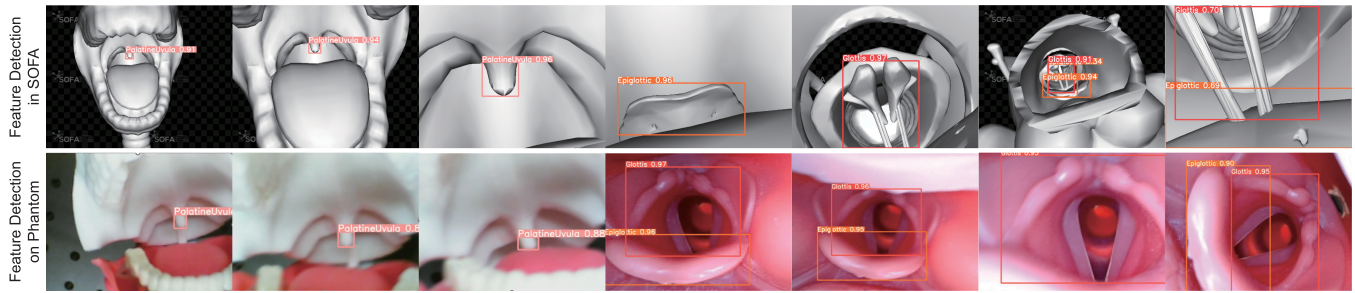 Feature Detection
in SOFA
SOFA
SOFA
SOFA
PalatineUvula 0.91
PalatineUvula 0.94
PalatineUvula 0.96
Epiglottic 0.96
Glottis 0.97
Glottis 0.91
Epiglottic 0.94
Glottis 0.70
Epiglottic 0.69
Feature Detection
on Phantom
PalatineUvula
PalatineUvula 0.8
PalatineUvula 0.88
Glottis 0.97
Epiglottic 0.96
Glottis 0.96
Epiglottic 0.95
Epiglottic 0.90
Glottis 0.95